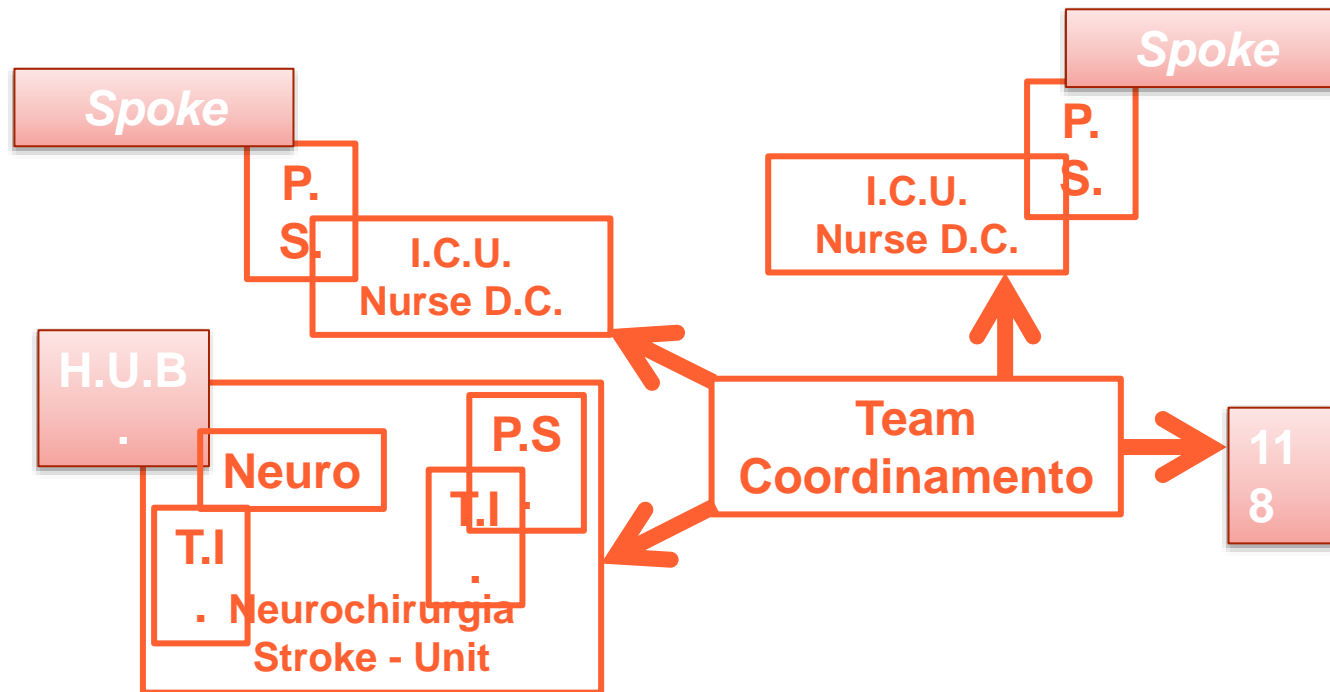 Spoke
P.
S.
I.C.U.
Nurse D.C.
Spoke
P.
S.
I.C.U.
Nurse D.C.
H.U.B
.
Neuro
T.I
.
P.S
.
T.I
.
Neurochirurgia
Stroke - Unit
Team
Coordinamento
11
8